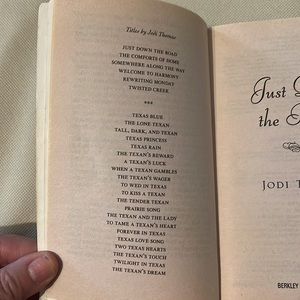 Titles by Jodi Thomas
JUST DOWN THE ROAD
THE COMFORTS OF HOME
SOMEWHERE ALONG THE WAY
WELCOME TO HARMONY
REWRITING MONDAY
TWISTED CREEK
***
TEXAS BLUE
THE LONE TEXAN
TALL, DARK, AND TEXAN
TEXAS PRINCESS
TEXAS RAIN
THE TEXAN'S REWARD
A TEXAN'S LUCK
WHEN A TEXAN GAMBLES
THE TEXAN'S WAGER
TO WED IN TEXAS
TO KISS A TEXAN
THE TENDER TEXAN
PRAIRIE SONG
THE TEXAN AND THE LADY
TO TAME A TEXAN'S HEART
FOREVER IN TEXAS
TEXAS LOVE SONG
TWO TEXAS HEARTS
THE TEXAN'S TOUCH
TWILIGHT IN TEXAS
THE TEXAN'S DREAM
Just
the
JODI T
BERKLEY